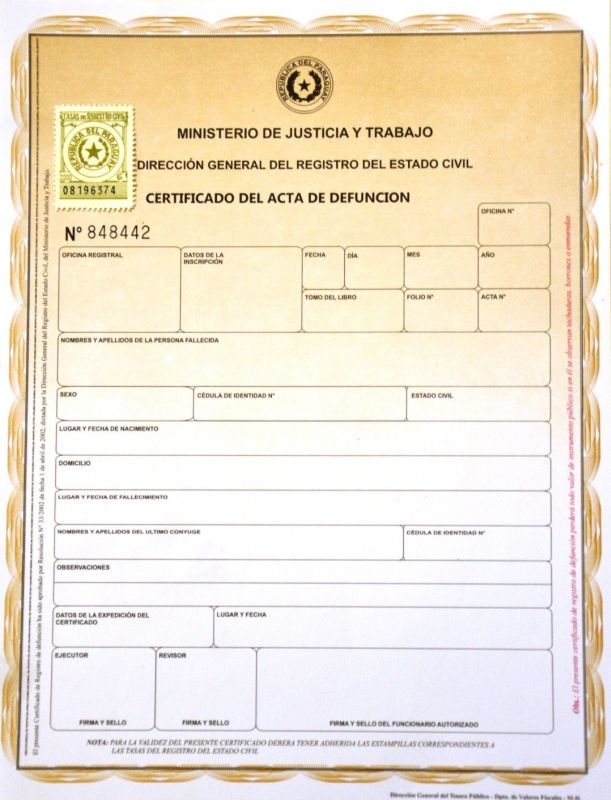 REPUBLICA DEL PARAGUAY
MINISTERIO DE JUSTICIA Y TRABAJO
DIRECCIÓN GENERAL DEL REGISTRO DEL ESTADO CIVIL
CERTIFICADO DEL ACTA DE DEFUNCION
TASAS DEL REGISTRO CIVIL
REPUBLICA DEL PARAGUAY
08196374
Nº 848442
OFICINA Nº
OFICINA REGISTRAL
DATOS DE LA
INSCRIPCIÓN
FECHA
DÍA
MES
AÑO
TOMO DEL LIBRO
FOLIO Nº
ACTA Nº
NOMBRES Y APELLIDOS DE LA PERSONA FALLECIDA
SEXO
CÉDULA DE IDENTIDAD Nº
ESTADO CIVIL
LUGAR Y FECHA DE NACIMIENTO
DOMICILIO
LUGAR Y FECHA DE FALLECIMIENTO
NOMBRES Y APELLIDOS DEL ULTIMO CONYUGE
CÉDULA DE IDENTIDAD Nº
OBSERVACIONES
DATOS DE LA EXPEDICIÓN DEL
CERTIFICADO
LUGAR Y FECHA
EJECUTOR
REVISOR
FIRMA Y SELLO
FIRMA Y SELLO
FIRMA Y SELLO DEL FUNCIONARIO AUTORIZADO
NOTA: PARA LA VALIDEZ DEL PRESENTE CERTIFICADO DEBERA TENER ADHERIDA LAS ESTAMPILLAS CORRESPONDIENTES A
LAS TASAS DEL REGISTRO DEL ESTADO CIVIL
El presente Certificado de Registro de defunción ha sido aprobado por Resolución Nº 33/2002 de fecha 1 de abril de 2002, dictada por la Dirección General del Registro del Estado Civil, del Ministerio de Justicia y Trabajo.
Obs.: El presente certificado de registro de defunción perderá todo valor de instrumento público si en él se observan tachaduras, borrones o enmiendas
Dirección General del Tesoro Público - Dpto. de Valores Fiscales - M.H.